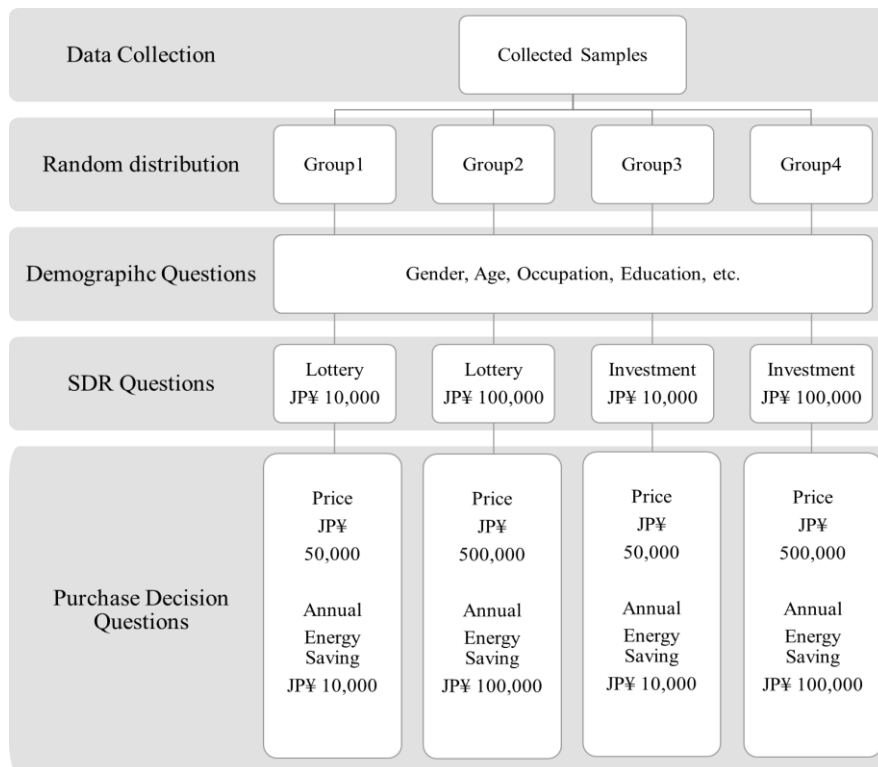 Data Collection
Collected Samples
Random distribution
Group1
Group2
Group3
Group4
Demograpihc Questions
Gender, Age, Occupation, Education, etc.
SDR Questions
Lottery
JP¥ 10,000
Lottery
JP¥ 100,000
Investment
JP¥ 10,000
Investment
JP¥ 100,000
Purchase Decision
Questions
Price
JP¥
50,000
Annual
Energy
Saving
JP¥ 10,000
Price
JP¥
500,000
Annual
Energy
Saving
JP¥ 100,000
Price
JP¥
50,000
Annual
Energy
Saving
JP¥ 10,000
Price
JP¥
500,000
Annual
Energy
Saving
JP¥ 100,000